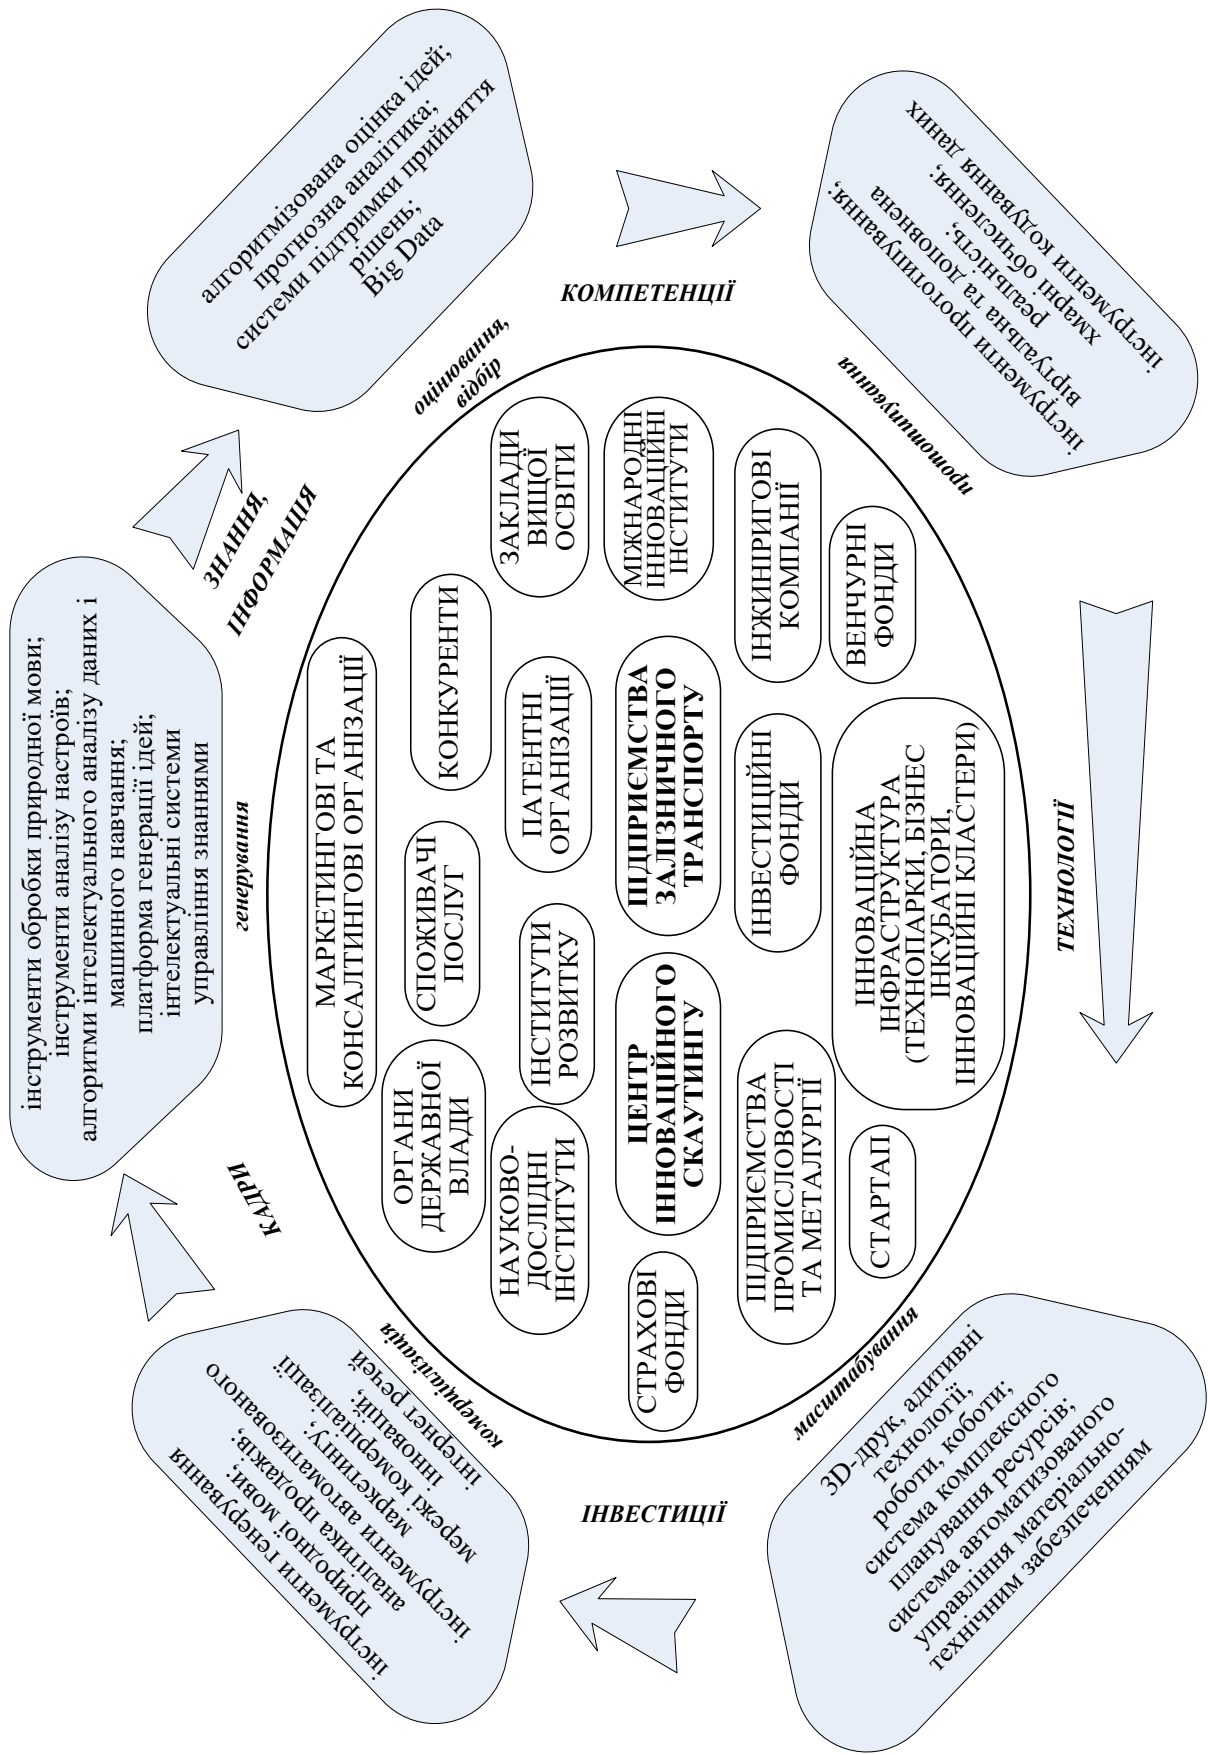 інструменти обробки природної мови;
інструменти аналізу настроїв;
алгоритми інтелектуального аналізу даних і
машинного навчання;
платформа генерації ідей;
інтелектуальні системи
управління знаннями
генерування
ЗНАННЯ,
ІНФОРМАЦІЯ
алгоритмізована оцінка ідей;
прогнозна аналітика;
системи підтримки прийняття
рішень;
Big Data
оцінювання,
відбір
КОМПЕТЕНЦІЇ
інструменти прототипування;
віртуальна та доповнена
реальність;
хмарні обчислення;
інструменти кодування даних
прототипування
ТЕХНОЛОГІЇ
3D-друк, адитивні
технології,
роботи, коботи;
система комплексного
планування ресурсів;
система автоматизованого
управління матеріально-
технічним забезпеченням
масштабування
ІНВЕСТИЦІЇ
інструменти генерування
природної мови;
аналітика продажів;
інструменти автоматизованого
маркетингу;
мережі комерціалізації
інновацій;
інтернет речей
комерціалізація
КАДРИ
МАРКЕТИНГОВІ ТА
КОНСАЛТИНГОВІ ОРГАНІЗАЦІЇ
ОРГАНИ
ДЕРЖАВНОЇ
ВЛАДИ
СПОЖИВАЧІ
ПОСЛУГ
КОНКУРЕНТИ
НАУКОВО-
ДОСЛІДНІ
ІНСТИТУТИ
ІНСТИТУТИ
РОЗВИТКУ
ПАТЕНТНІ
ОРГАНІЗАЦІЇ
ЗАКЛАДИ
ВИЩОЇ
ОСВІТИ
СТРАХОВІ
ФОНДИ
ЦЕНТР
ІННОВАЦІЙНОГО
СКАУТИНГУ
ПІДПРИЄМСТВА
ЗАЛІЗНИЧНОГО
ТРАНСПОРТУ
МІЖНАРОДНІ
ІННОВАЦІЙНІ
ІНСТИТУТИ
ПІДПРИЄМСТВА
ПРОМИСЛОВОСТІ
ТА МЕТАЛУРГІЇ
ІНВЕСТИЦІЙНІ
ФОНДИ
ІНЖИНІРИГОВІ
КОМПАНІЇ
СТАРТАП
ІННОВАЦІЙНА
ІНФРАСТРУКТУРА
(ТЕХНОПАРКИ, БІЗНЕС
ІНКУБАТОРИ,
ІННОВАЦІЙНІ КЛАСТЕРИ)
ВЕНЧУРНІ
ФОНДИ